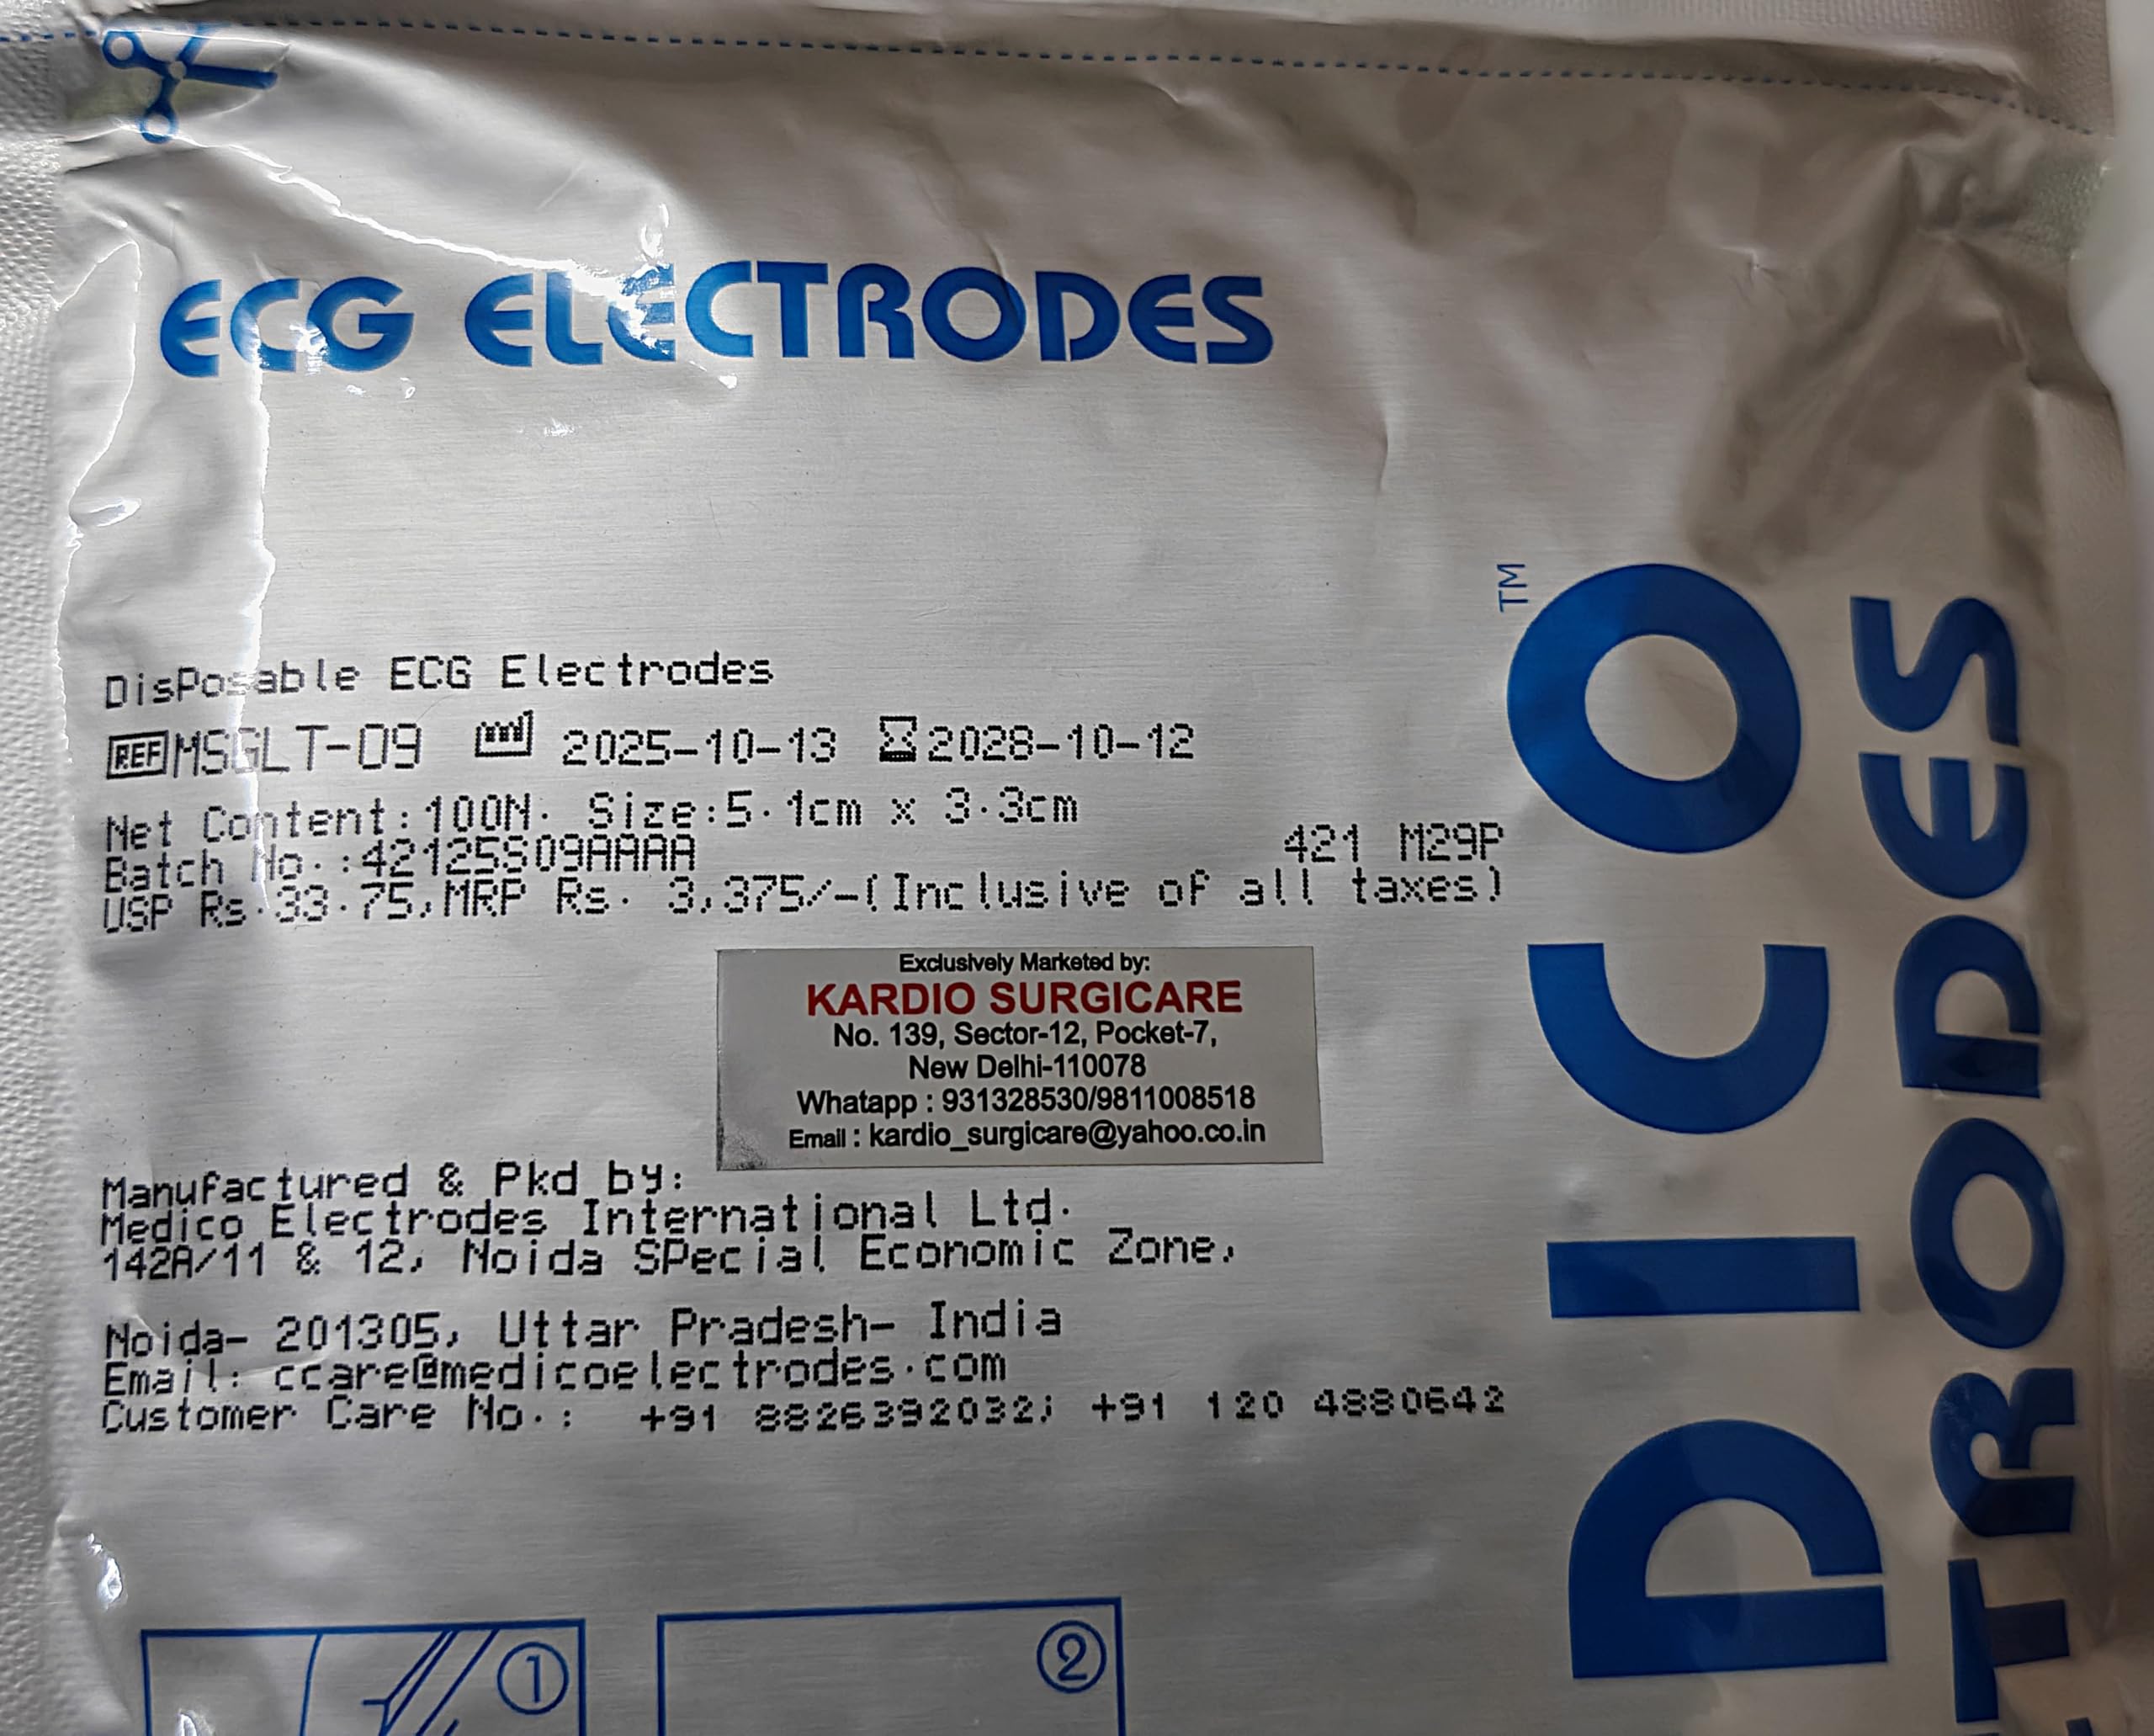 ECG ELECTRODES
DisPosable ECG Electrodes
REF MSGLT-09 2025-10-13 2028-10-12
Net Content:100N. Size:5.1cm x 3.3cm
Batch No.:42125S09AAAA 421 M29P
USP Rs.33.75,MRP Rs. 3,375/-(Inclusive of all taxes)
Exclusively Marketed by:
KARDIO SURGICARE
No. 139, Sector-12, Pocket-7,
New Delhi-110078
Whatapp : 931328530/9811008518
Email : kardio_surgicare@yahoo.co.in
Manufactured & Pkd by:
Medico Electrodes International Ltd.
142A/11 & 12, Noida SPecial Economic Zone,
Noida- 201305, Uttar Pradesh- India
Email: ccare@medicoelectrodes.com
Customer Care No.: +91 8826392032; +91 120 4880642
1
2
DICO™
TRODES